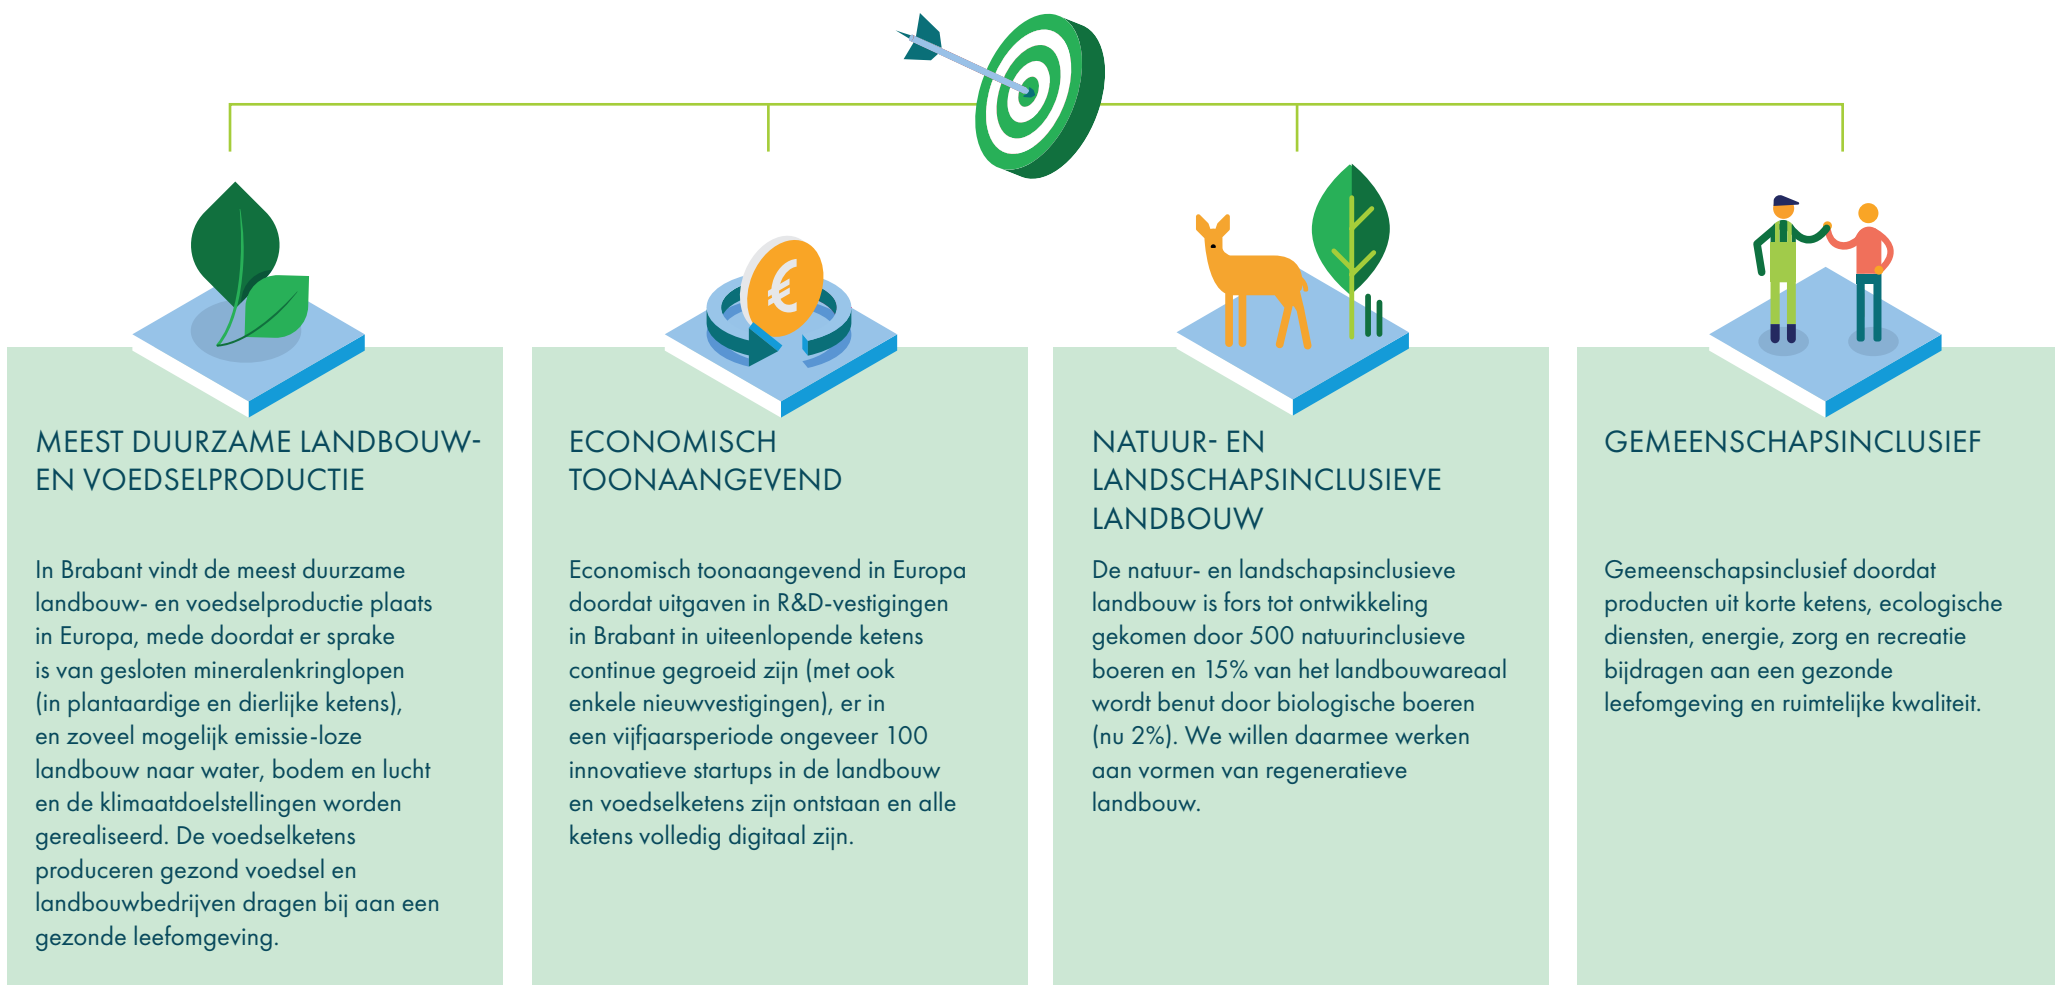 MEEST DUURZAME LANDBOUW-
EN VOEDSELPRODUCTIE
In Brabant vindt de meest duurzame
landbouw- en voedselproductie plaats
in Europa, mede doordat er sprake
is van gesloten mineralenkringlopen
(in plantaardige en dierlijke ketens),
en zoveel mogelijk emissie-loze
landbouw naar water, bodem en lucht
en de klimaatdoelstellingen worden
gerealiseerd. De voedselketens
produceren gezond voedsel en
landbouwbedrijven dragen bij aan een
gezonde leefomgeving.
€
ECONOMISCH
TOONAANGEVEND
Economisch toonaangevend in Europa
doordat uitgaven in R&D-vestigingen
in Brabant in uiteenlopende ketens
continue gegroeid zijn (met ook
enkele nieuwvestigingen), er in
een vijfjaarsperiode ongeveer 100
innovatieve startups in de landbouw
en voedselketens zijn ontstaan en alle
ketens volledig digitaal zijn.
NATUUR- EN
LANDSCHAPSINCLUSIEVE
LANDBOUW
De natuur- en landschapsinclusieve
landbouw is fors tot ontwikkeling
gekomen door 500 natuurinclusieve
boeren en 15% van het landbouwareaal
wordt benut door biologische boeren
(nu 2%). We willen daarmee werken
aan vormen van regeneratieve
landbouw.
GEMEENSCHAPSINCLUSIEF
Gemeenschapsinclusief doordat
producten uit korte ketens, ecologische
diensten, energie, zorg en recreatie
bijdragen aan een gezonde
leefomgeving en ruimtelijke kwaliteit.